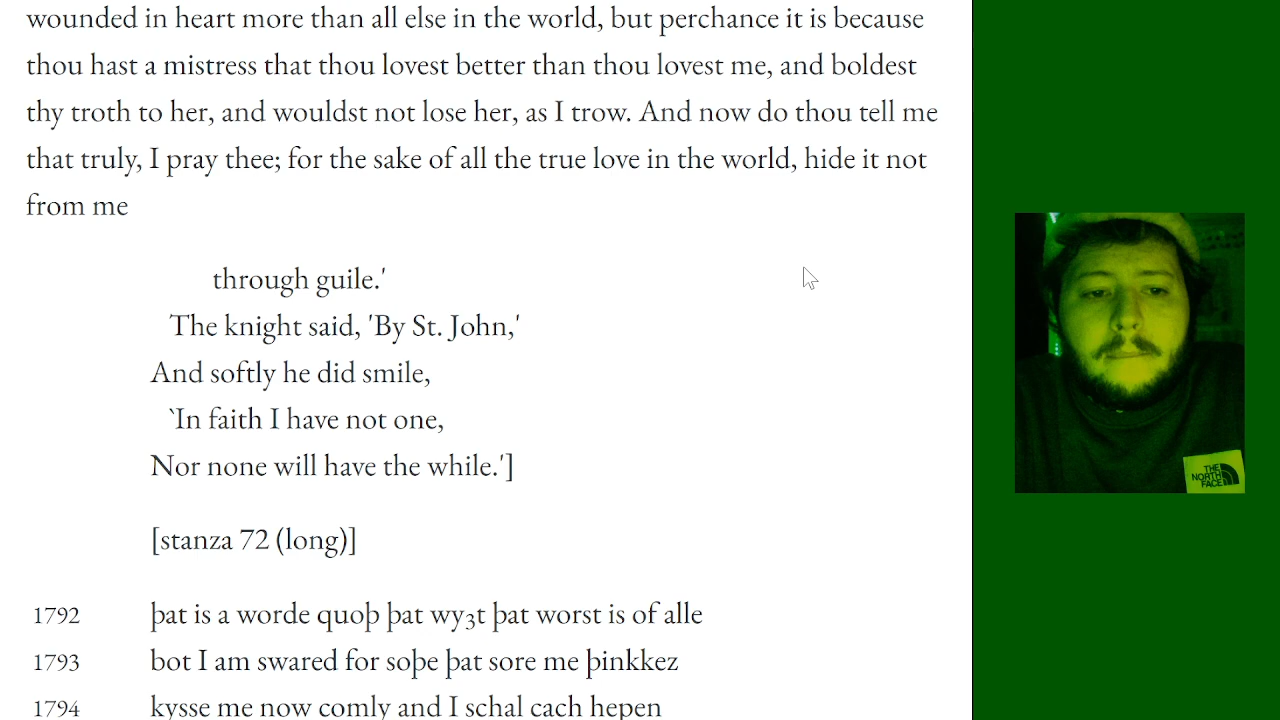 wounded in heart more than all else in the world, but perchance it is because
thou hast a mistress that thou lovest better than thou lovest me, and boldest
thy troth to her, and wouldst not lose her, as I trow. And now do thou tell me
that truly, I pray thee; for the sake of all the true love in the world, hide it not
from me
through guile.'
The knight said, 'By St. John,'
And softly he did smile,
`In faith I have not one,
Nor none will have the while.']
[stanza 72 (long)]
1792 þat is a worde quoþ þat wyȝt þat worst is of alle
1793 bot I am swared for soþe þat sore me þinkkez
1794 kysse me now comly and I schal cach hepen
THE
NORTH
FACE